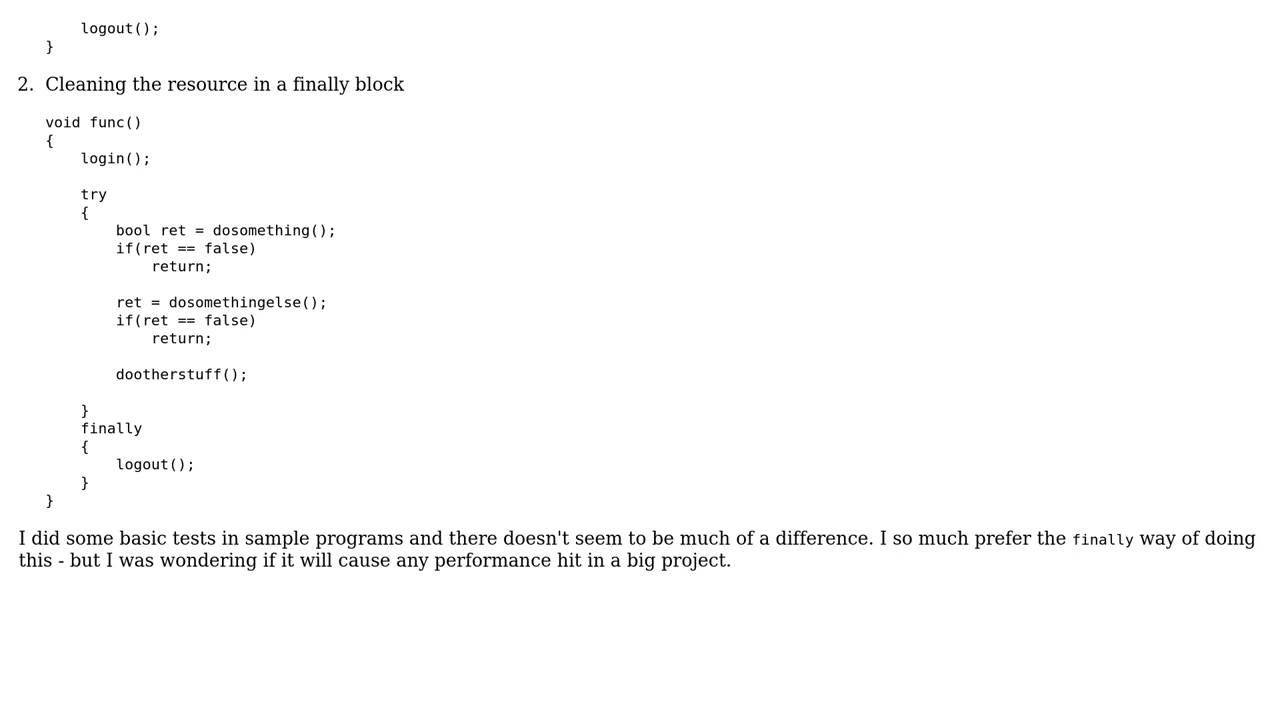 logout();
}
2. Cleaning the resource in a finally block
void func()
{
    login();

    try
    {
        bool ret = dosomething();
        if(ret == false)
            return;

        ret = dosomethingelse();
        if(ret == false)
            return;

        dootherstuff();

    }
    finally
    {
        logout();
    }
}
I did some basic tests in sample programs and there doesn't seem to be much of a difference. I so much prefer the finally way of doing
this - but I was wondering if it will cause any performance hit in a big project.